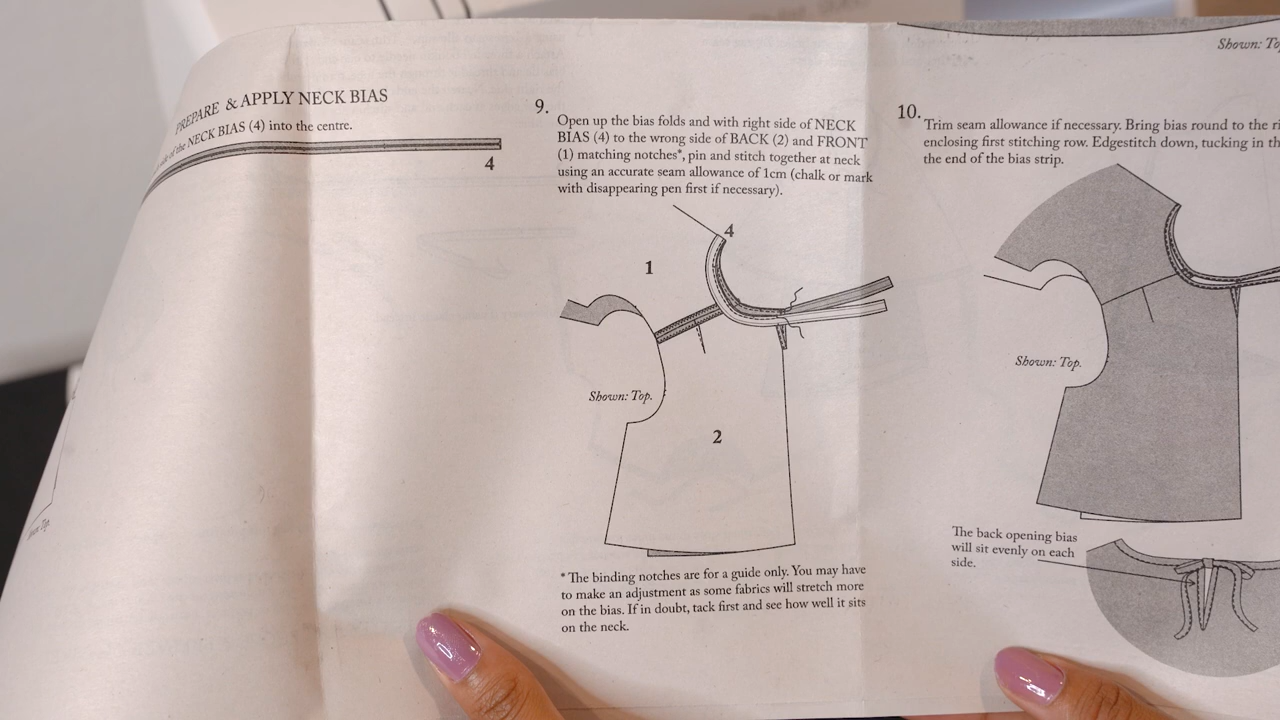 PREPARE & APPLY NECK BIAS
of the NECK BIAS (4) into the centre.
4
9.
Open up the bias folds and with right side of NECK
BIAS (4) to the wrong side of BACK (2) and FRONT
(1) matching notches*, pin and stitch together at neck
using an accurate seam allowance of 1cm (chalk or mark
with disappearing pen first if necessary).
4
1
Shown: Top.
2
* The binding notches are for a guide only. You may have
to make an adjustment as some fabrics will stretch more
on the bias. If in doubt, tack first and see how well it sits
on the neck.
Shown: To
10.
Trim seam allowance if necessary. Bring bias round to the ri
enclosing first stitching row. Edgestitch down, tucking in th
the end of the bias strip.
Shown: Top.
The back opening bias
will sit evenly on each
side.